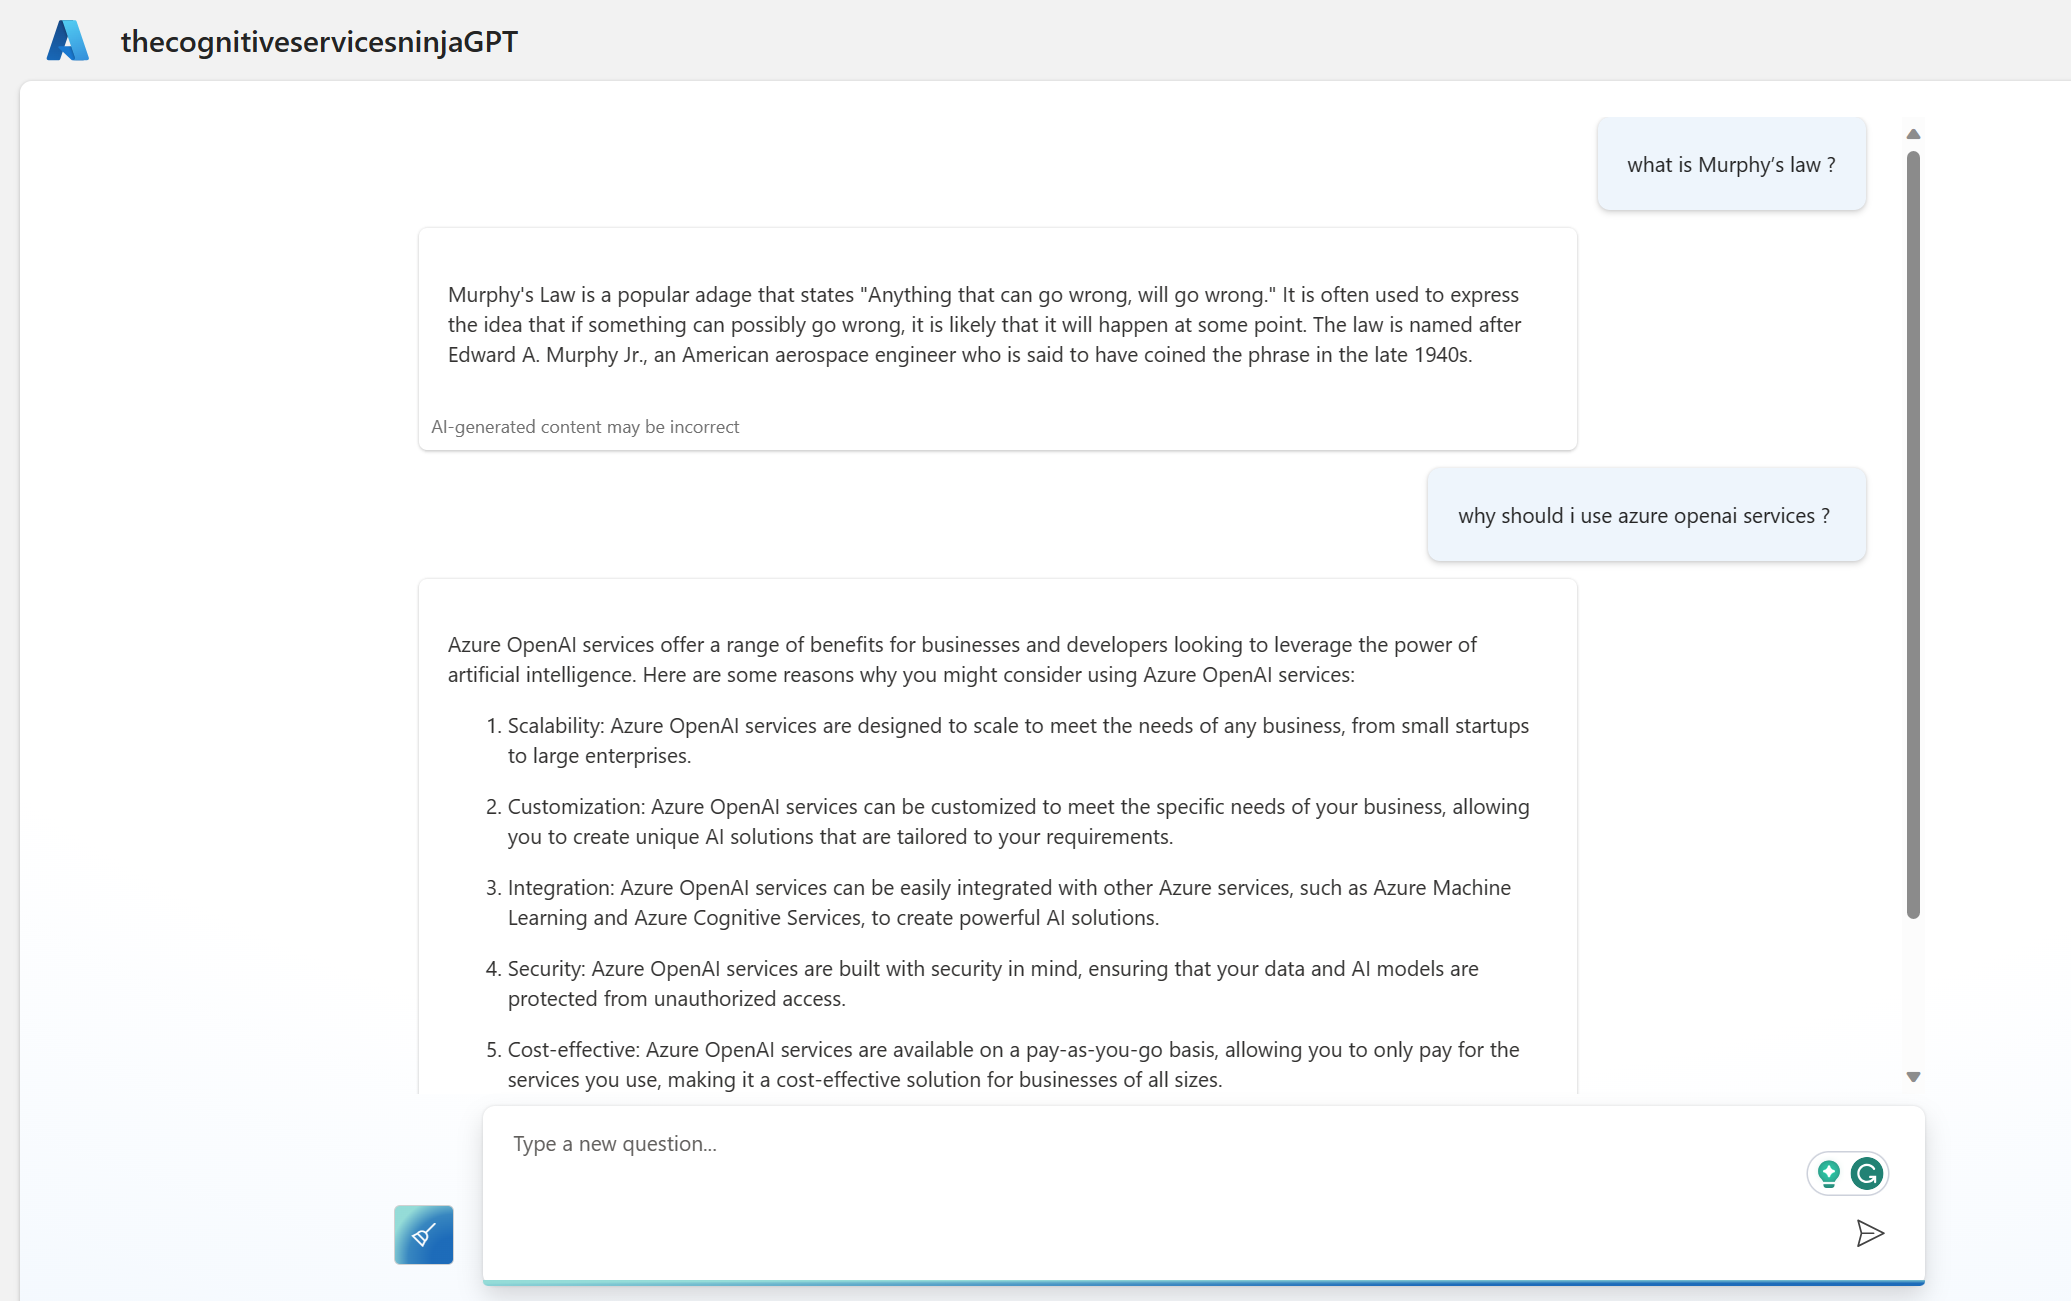 thecognitiveservicesninjaGPT
what is Murphy’s law ?
Murphy's Law is a popular adage that states "Anything that can go wrong, will go wrong." It is often used to express
the idea that if something can possibly go wrong, it is likely that it will happen at some point. The law is named after
Edward A. Murphy Jr., an American aerospace engineer who is said to have coined the phrase in the late 1940s.
AI-generated content may be incorrect
why should i use azure openai services ?
Azure OpenAI services offer a range of benefits for businesses and developers looking to leverage the power of
artificial intelligence. Here are some reasons why you might consider using Azure OpenAI services:
1. Scalability: Azure OpenAI services are designed to scale to meet the needs of any business, from small startups
to large enterprises.
2. Customization: Azure OpenAI services can be customized to meet the specific needs of your business, allowing
you to create unique AI solutions that are tailored to your requirements.
3. Integration: Azure OpenAI services can be easily integrated with other Azure services, such as Azure Machine
Learning and Azure Cognitive Services, to create powerful AI solutions.
4. Security: Azure OpenAI services are built with security in mind, ensuring that your data and AI models are
protected from unauthorized access.
5. Cost-effective: Azure OpenAI services are available on a pay-as-you-go basis, allowing you to only pay for the
services you use, making it a cost-effective solution for businesses of all sizes.
Type a new question...